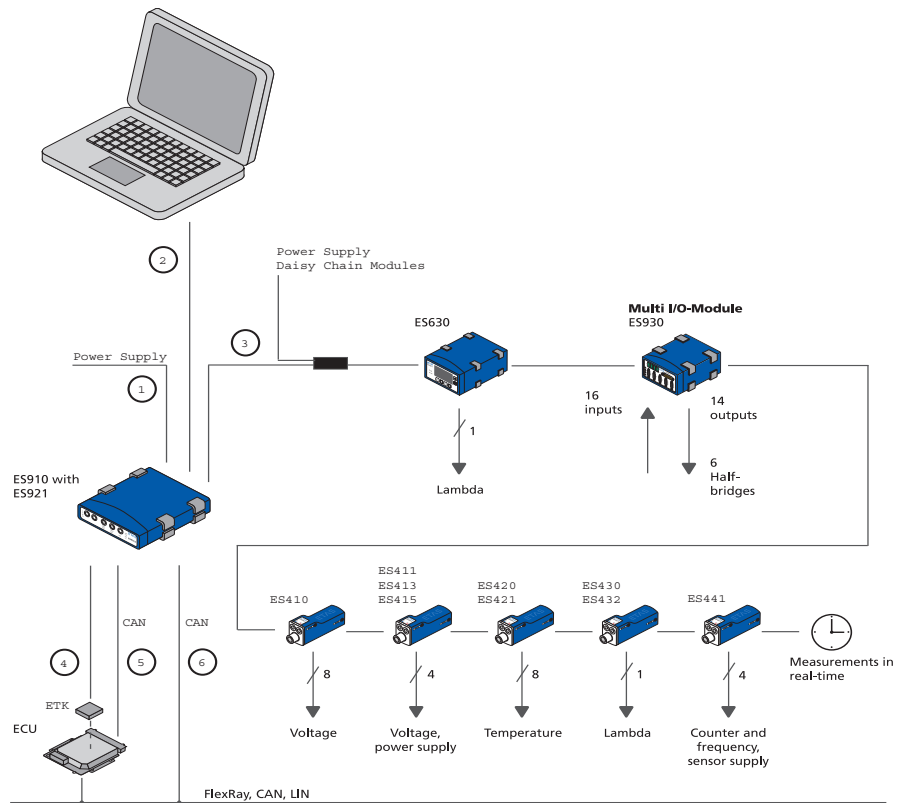 2
Power Supply
Daisy Chain Modules
3
Power Supply
1
ES630
Multi I/O-Module
ES930
16
inputs
14
outputs
1
Lambda
6
Half-
bridges
ES910 with
ES921
ES410
ES411
ES413
ES415
ES420
ES421
ES430
ES432
ES441
CAN
CAN
4
5
6
8
4
8
1
4
Measurements in
real-time
ETK
ECU
Voltage
Voltage,
power supply
Temperature
Lambda
Counter and
frequency,
sensor supply
FlexRay, CAN, LIN